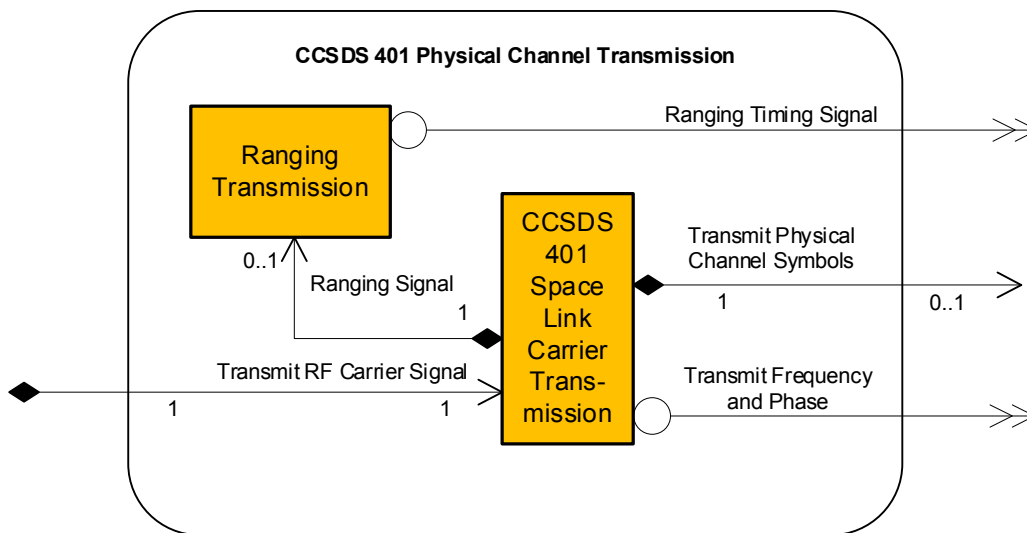 CCSDS 401 Physical Channel Transmission
Ranging Timing Signal
Ranging
Transmission
CCSDS
401
Space
Link
Carrier
Trans-
mission
Transmit Physical
Channel Symbols
0..1
Ranging Signal
1
1
0..1
Transmit RF Carrier Signal
1
1
Transmit Frequency
and Phase